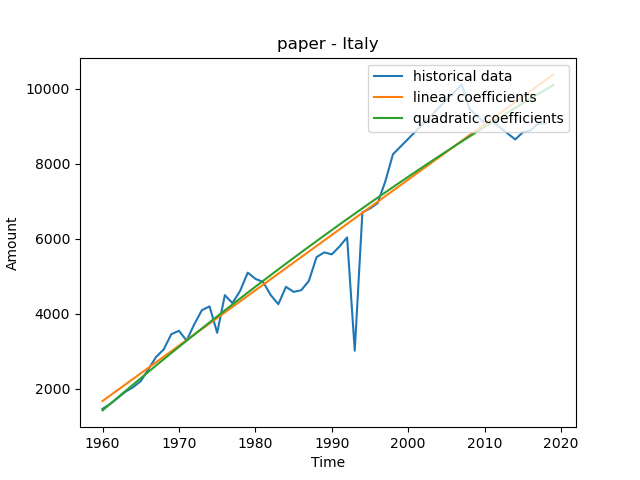 paper - Italy
historical data
linear coefficients
quadratic coefficients
10000
8000
6000
4000
2000
Amount
1960
1970
1980
1990
2000
2010
2020
Time